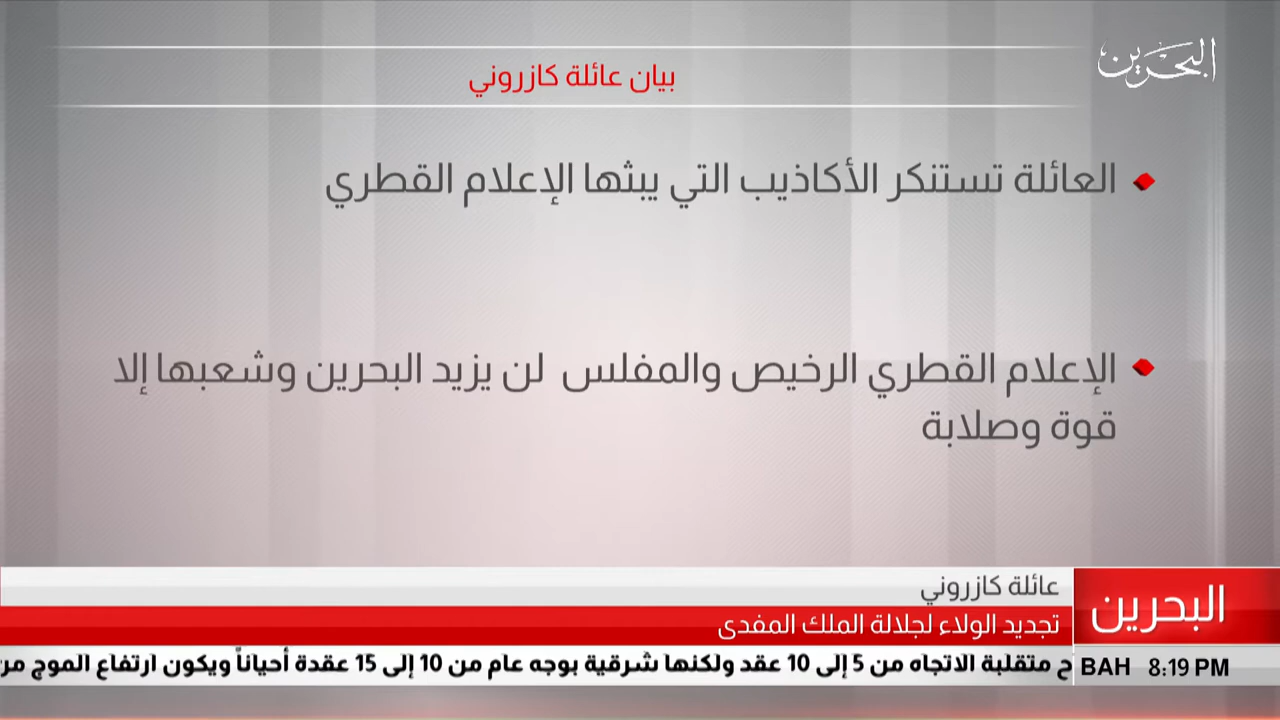 البحرين
بيان عائلة كازروني
العائلة تستنكر الأكاذيب التي يبثها الإعلام القطري
الإعلام القطري الرخيص والمفلس لن يزيد البحرين وشعبها إلا
قوة وصلابة
عائلة كازروني
البحرين
تجديد الولاء لجلالة الملك المفدى
ح متقلبة الاتجاه من 5 إلى 10 عقد ولكنها شرقية بوجه عام من 10 إلى 15 عقدة أحياناً ويكون ارتفاع الموج من
BAH 8:19 PM